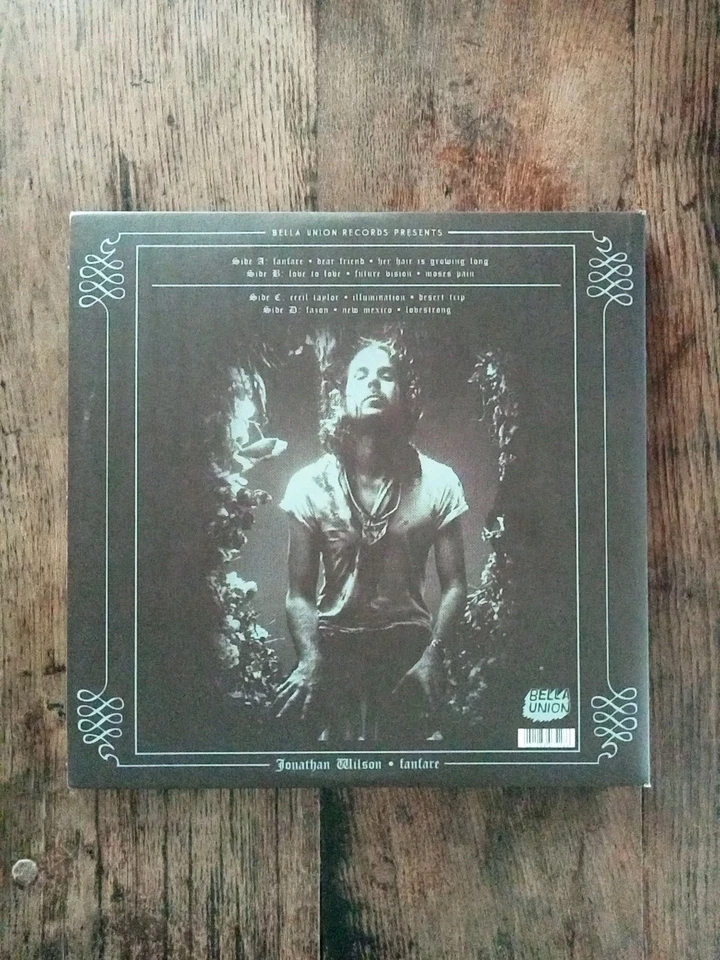 BELLA UNION RECORDS PRESENTS
Side A: fanfare • dear friend • her hair is growing long
Side B: love to love • future vision • moses pain
Side C: cecil taylor • illumination • desert trip
Side D: fazon • new mexico • lovestrong
BELLA
UNION
Jonathan Wilson • fanfare